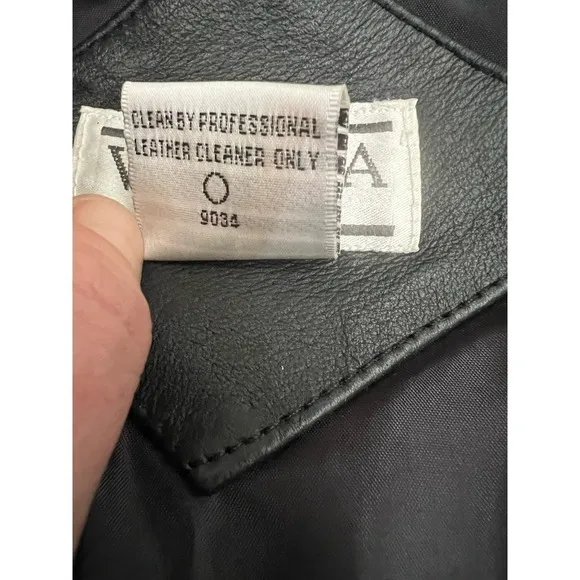 CLEAN BY PROFESSIONAL
LEATHER CLEANER ONLY
9034